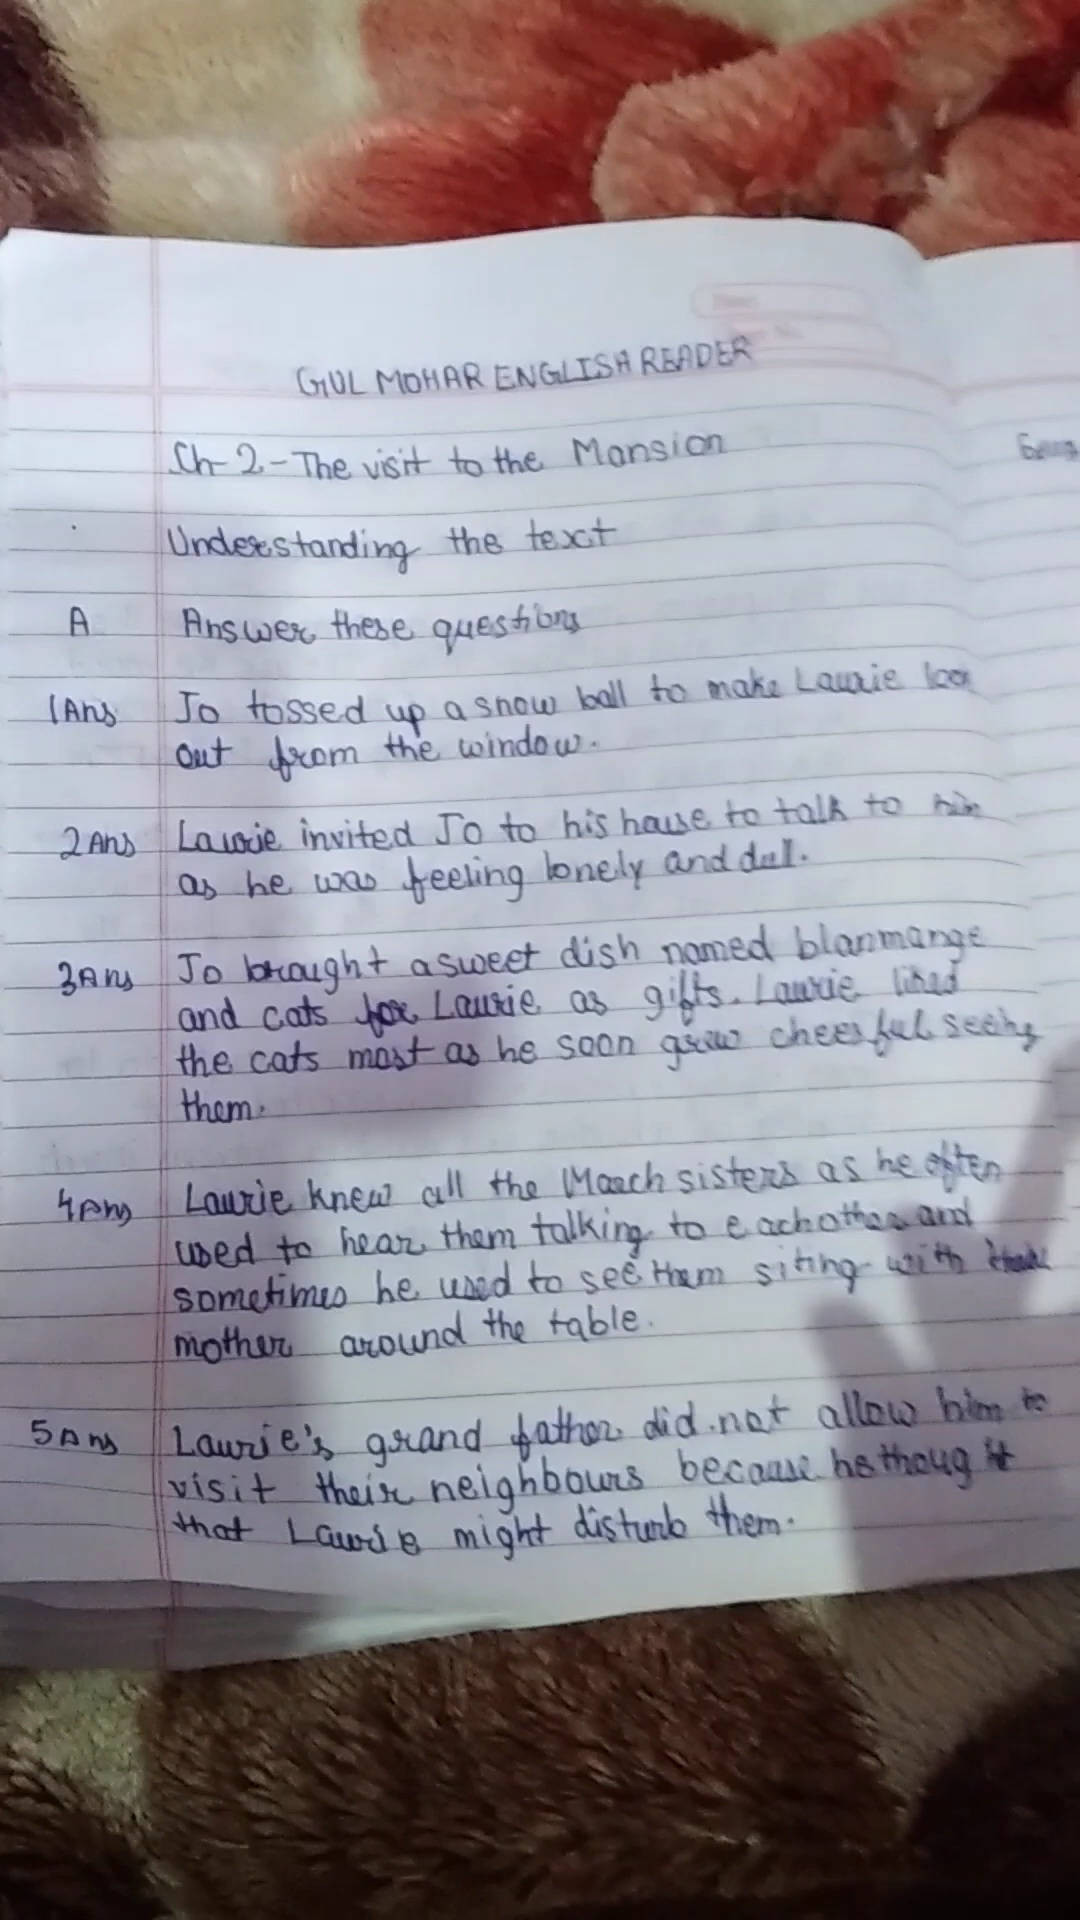 GUL MOHAR ENGLISH READER
Ch-2-The visit to the Mansion
Understanding the text
A Answer these questions
1Ans Jo tossed up a snow ball to make Laurie look
out from the window.
2Ans Laurie invited Jo to his house to talk to him
as he was feeling lonely and dull.
3Ans Jo brought a sweet dish named blanmange
and cats for Laurie as gifts. Laurie liked
the cats most as he soon grew cheerful seeing
them.
4Ans Laurie knew all the March sisters as he often
used to hear them talking to each other and
sometimes he used to see them siting with their
mother around the table.
5Ans Laurie's grand father did not allow him to
visit their neighbours because he thougt
that Laurie might disturb them.